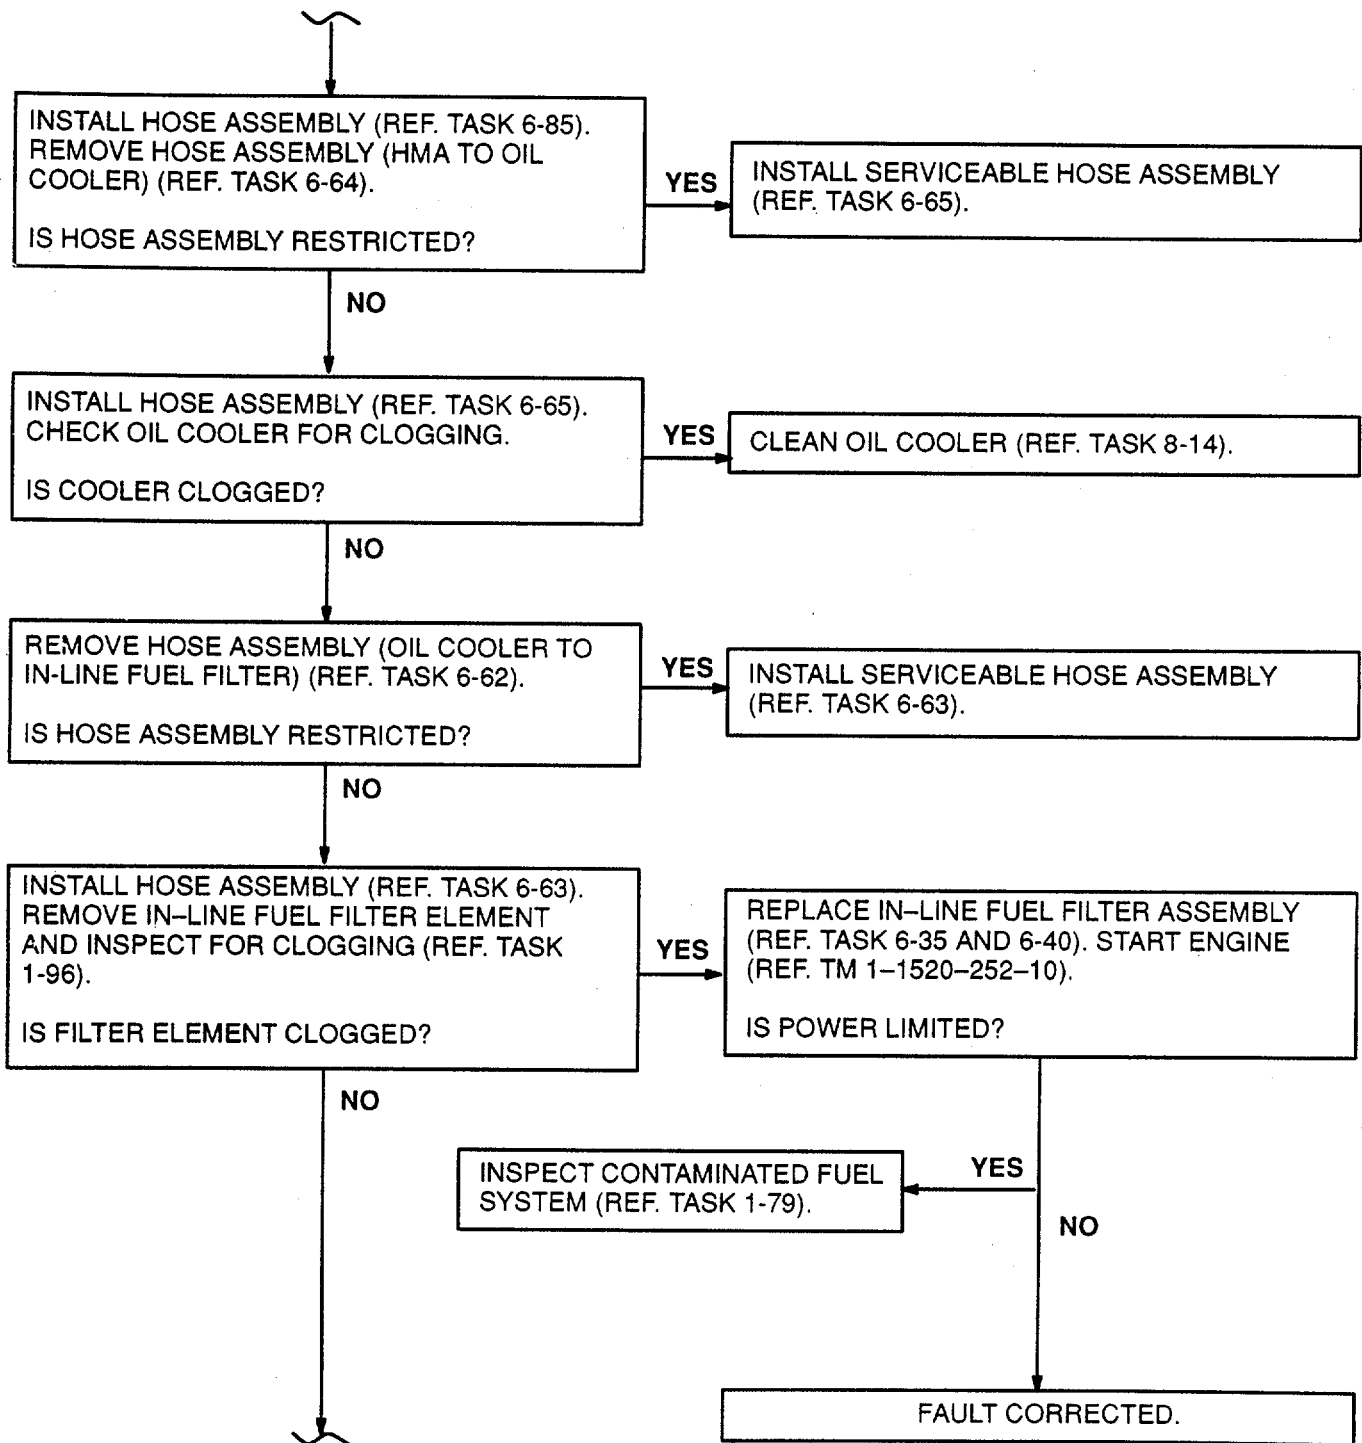 INSTALL HOSE ASSEMBLY (REF. TASK 6-85).
REMOVE HOSE ASSEMBLY (HMA TO OIL
COOLER) (REF. TASK 6-64).
IS HOSE ASSEMBLY RESTRICTED?
YES
INSTALL SERVICEABLE HOSE ASSEMBLY
(REF. TASK 6-65).
NO
INSTALL HOSE ASSEMBLY (REF. TASK 6-65).
CHECK OIL COOLER FOR CLOGGING.
IS COOLER CLOGGED?
YES
CLEAN OIL COOLER (REF. TASK 8-14).
NO
REMOVE HOSE ASSEMBLY (OIL COOLER TO
IN-LINE FUEL FILTER) (REF. TASK 6-62).
IS HOSE ASSEMBLY RESTRICTED?
YES
INSTALL SERVICEABLE HOSE ASSEMBLY
(REF. TASK 6-63).
NO
INSTALL HOSE ASSEMBLY (REF. TASK 6-63).
REMOVE IN–LINE FUEL FILTER ELEMENT
AND INSPECT FOR CLOGGING (REF. TASK
1-96).
IS FILTER ELEMENT CLOGGED?
YES
REPLACE IN–LINE FUEL FILTER ASSEMBLY
(REF. TASK 6-35 AND 6-40). START ENGINE
(REF. TM 1–1520–252–10).
IS POWER LIMITED?
NO
YES
INSPECT CONTAMINATED FUEL
SYSTEM (REF. TASK 1-79).
NO
FAULT CORRECTED.